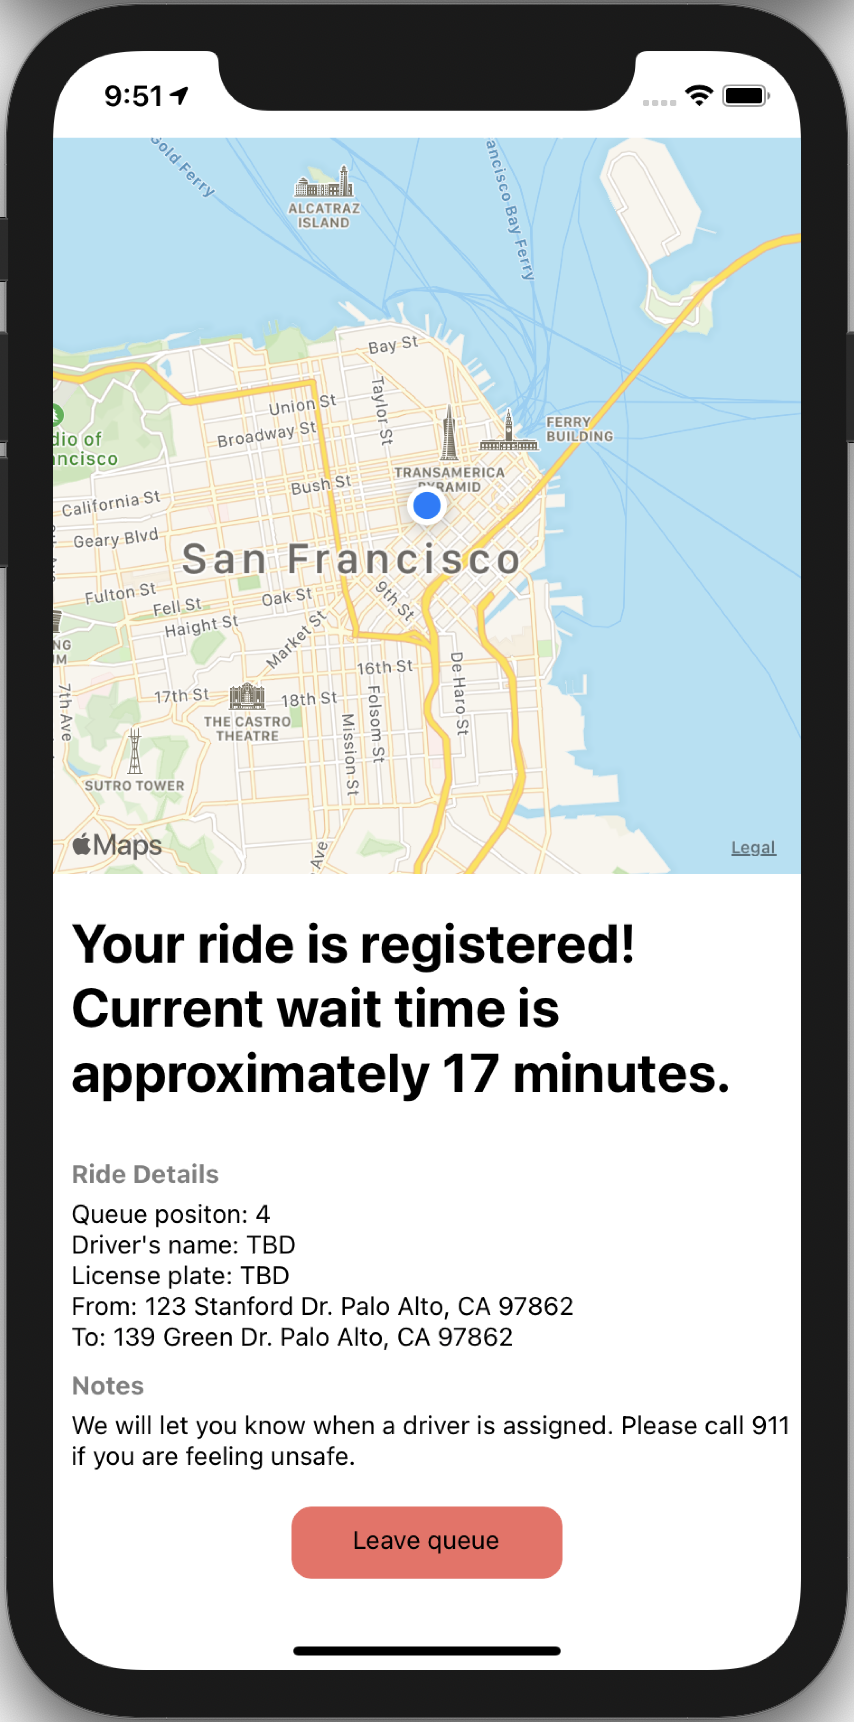 9:51
Gold Ferry
ancisco Bay Ferry
ALCATRAZ
ISLAND
Bay St
Taylor St
Union St
Broadway St
FERRY
BUILDING
dio of
ncisco
TRANSAMERICA
PYRAMID
Bush St
California St
Geary Blvd
San Francisco
Fulton St
Fell St
Oak St
9th St
Haight St
Market St
NG
UM
16th St
De Haro St
17th St
18th St
7th Ave
Folsom St
Mission St
THE CASTRO
THEATRE
SUTRO TOWER
Maps
Ave
Legal
Your ride is registered!
Current wait time is
approximately 17 minutes.
Ride Details
Queue positon: 4
Driver's name: TBD
License plate: TBD
From: 123 Stanford Dr. Palo Alto, CA 97862
To: 139 Green Dr. Palo Alto, CA 97862
Notes
We will let you know when a driver is assigned. Please call 911
if you are feeling unsafe.
Leave queue